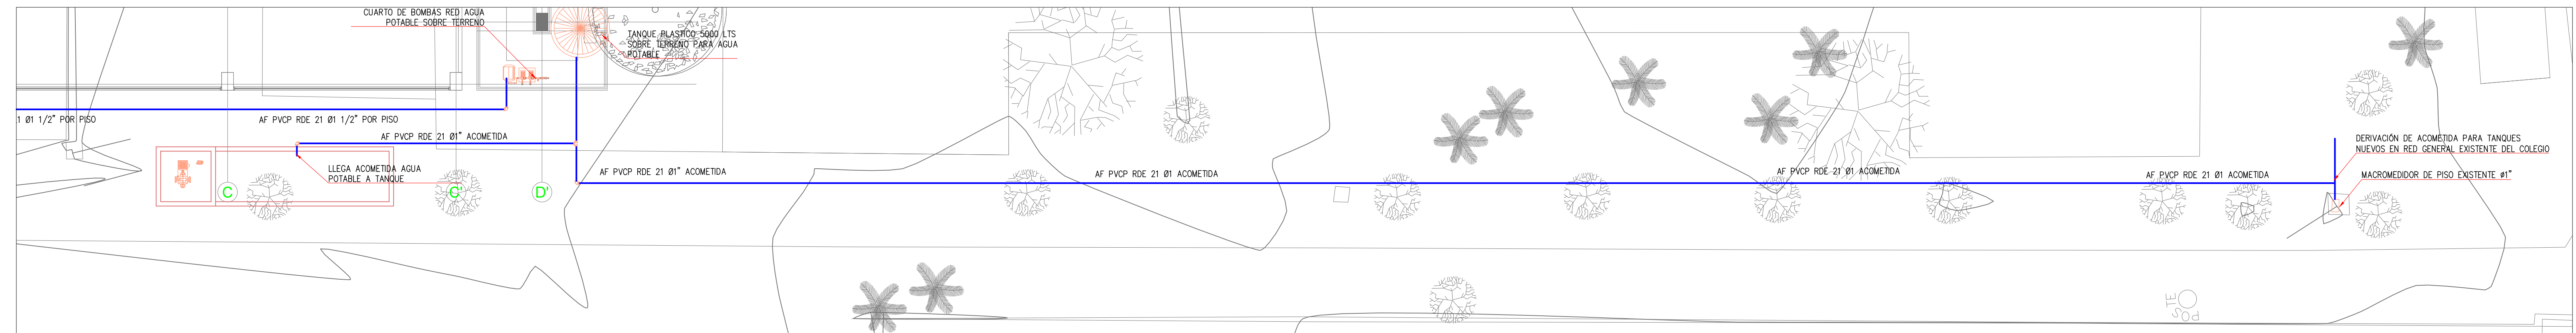 CUARTO DE BOMBAS RED AGUA
POTABLE SOBRE TERRENO
TANQUE PLASTICO 5000 LTS
SOBRE TERRENO PARA AGUA
POTABLE
1 Ø1 1/2" POR PISO
AF PVCP RDE 21 Ø1 1/2" POR PISO
AF PVCP RDE 21 Ø1" ACOMETIDA
LLEGA ACOMETIDA AGUA
POTABLE A TANQUE
AF PVCP RDE 21 Ø1" ACOMETIDA
AF PVCP RDE 21 Ø1 ACOMETIDA
AF PVCP RDE 21 Ø1 ACOMETIDA
AF PVCP RDE 21 Ø1 ACOMETIDA
DERIVACIÓN DE ACOMETIDA PARA TANQUES
NUEVOS EN RED GENERAL EXISTENTE DEL COLEGIO
MACROMEDIDOR DE PISO EXISTENTE ø1"
C
C'
D'
POSTE